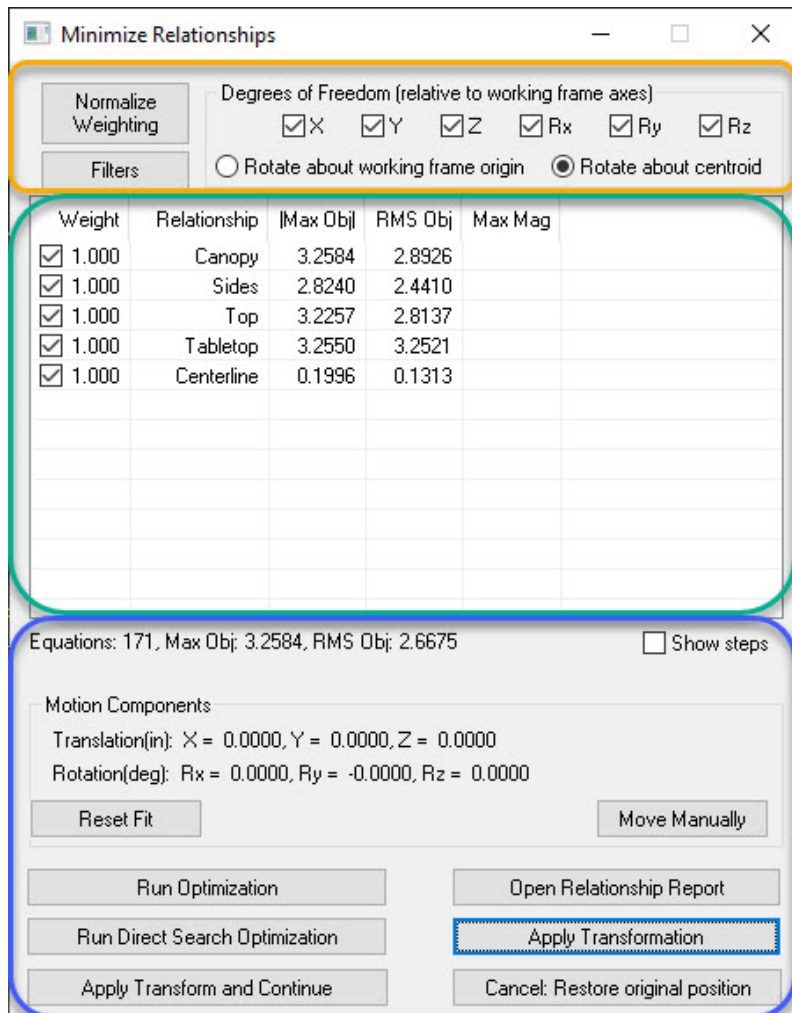 Minimize Relationships
Normalize
Weighting
Filters
Degrees of Freedom (relative to working frame axes)
X Y Z Rx Ry Rz
Rotate about working frame origin Rotate about centroid
Weight Relationship |Max Obj| RMS Obj Max Mag
1.000 Canopy 3.2584 2.8926
1.000 Sides 2.8240 2.4410
1.000 Top 3.2257 2.8137
1.000 Tabletop 3.2550 3.2521
1.000 Centerline 0.1996 0.1313
Equations: 171, Max Obj: 3.2584, RMS Obj: 2.6675 Show steps
Motion Components
Translation(in): X = 0.0000, Y = 0.0000, Z = 0.0000
Rotation(deg): Rx = 0.0000, Ry = -0.0000, Rz = 0.0000
Reset Fit Move Manually
Run Optimization Open Relationship Report
Run Direct Search Optimization Apply Transformation
Apply Transform and Continue Cancel: Restore original position